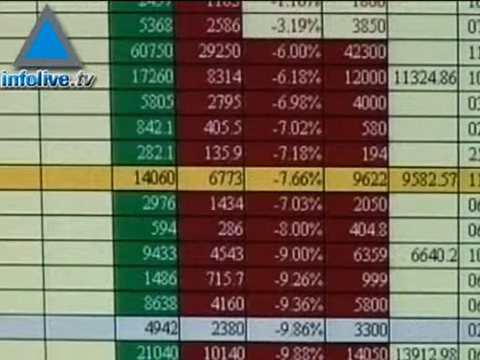 5368 2586 -3.19% 3850
60750 29250 -6.00% 42300
infolive.tv 17260 8314 -6.18% 12000 11324.86
5805 2795 -6.98% 4000
842.1 405.5 -7.02% 580
282.1 135.9 -7.18% 194
14060 6773 -7.66% 9622 9582.57
2976 1434 -7.03% 2050
594 286 -8.00% 404.8
9433 4543 -9.00% 6359 6640.2
1486 715.7 -9.26% 999
8638 4160 -9.36% 5800
4942 2380 -9.86% 3300
21040 10140 -9.88% 14080 13912.98